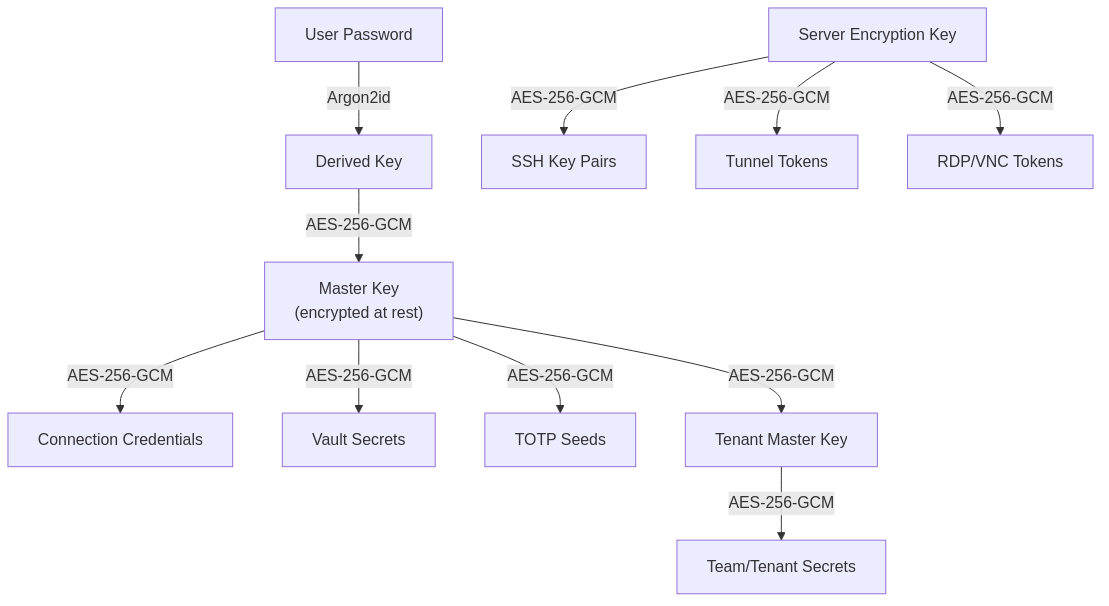 User Password
Server Encryption Key
Argon2id
AES-256-GCM
AES-256-GCM
AES-256-GCM
Derived Key
SSH Key Pairs
Tunnel Tokens
RDP/VNC Tokens
AES-256-GCM
Master Key
(encrypted at rest)
AES-256-GCM
AES-256-GCM
AES-256-GCM
AES-256-GCM
Connection Credentials
Vault Secrets
TOTP Seeds
Tenant Master Key
AES-256-GCM
Team/Tenant Secrets